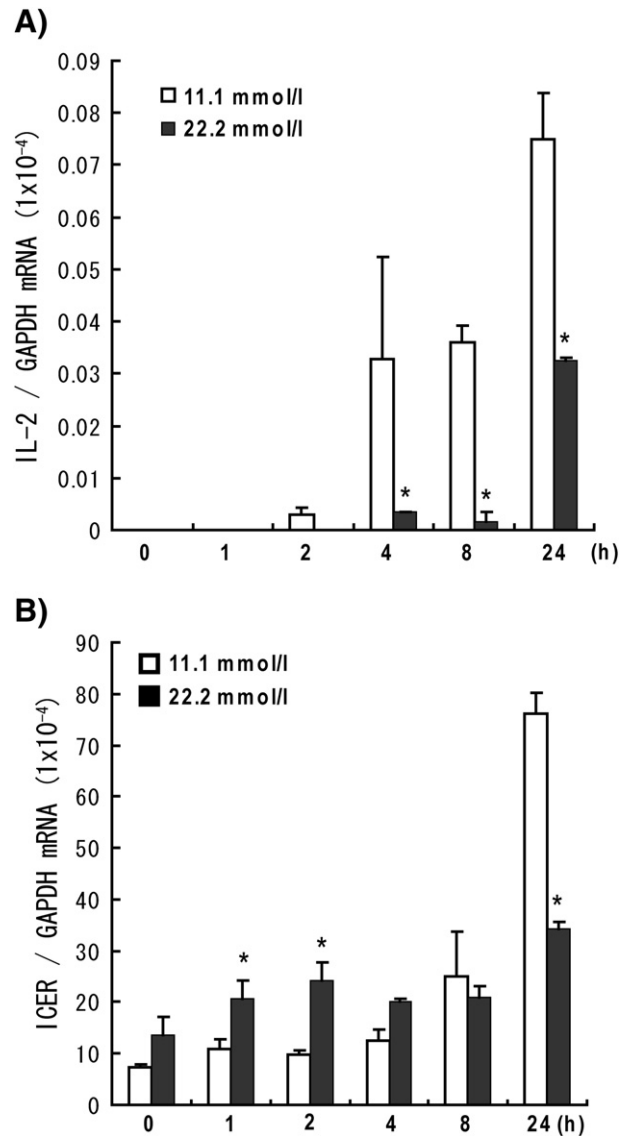 A)
0.09
0.08
0.07
0.06
0.05
0.04
0.03
0.02
0.01
0
IL-2 / GAPDH mRNA (1x10⁻⁴)
11.1 mmol/l
22.2 mmol/l
*
*
*
0 1 2 4 8 24 (h)
B)
90
80
70
60
50
40
30
20
10
0
ICER / GAPDH mRNA (1x10⁻⁴)
11.1 mmol/l
22.2 mmol/l
*
*
*
0 1 2 4 8 24 (h)